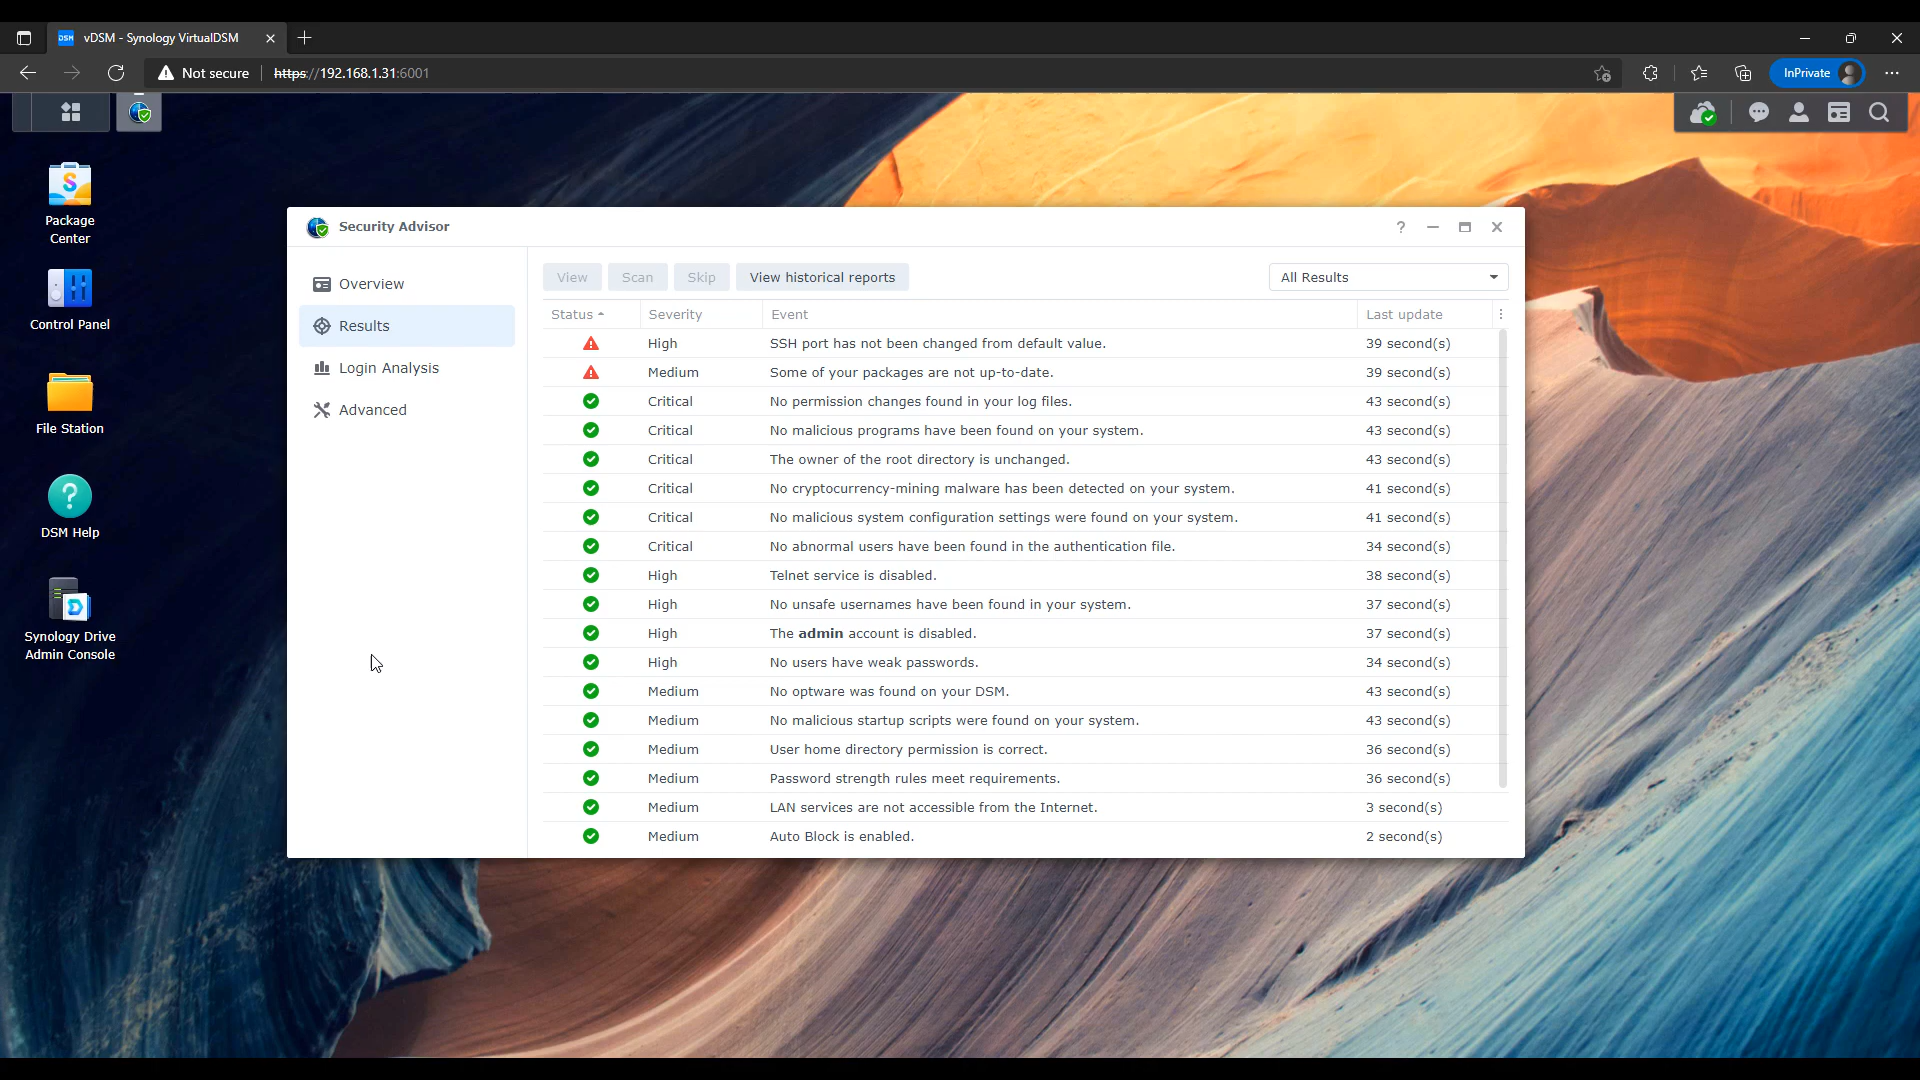 vDSM - Synology VirtualDSM
Not secure
https://192.168.1.31:6001
InPrivate
Package
Center
Control Panel
File Station
DSM Help
Synology Drive
Admin Console
Security Advisor
Overview
Results
Login Analysis
Advanced
View Scan Skip View historical reports All Results
Status Severity Event Last update
High SSH port has not been changed from default value. 39 second(s)
Medium Some of your packages are not up-to-date. 39 second(s)
Critical No permission changes found in your log files. 43 second(s)
Critical No malicious programs have been found on your system. 43 second(s)
Critical The owner of the root directory is unchanged. 43 second(s)
Critical No cryptocurrency-mining malware has been detected on your system. 41 second(s)
Critical No malicious system configuration settings were found on your system. 41 second(s)
Critical No abnormal users have been found in the authentication file. 34 second(s)
High Telnet service is disabled. 38 second(s)
High No unsafe usernames have been found in your system. 37 second(s)
High The admin account is disabled. 37 second(s)
High No users have weak passwords. 34 second(s)
Medium No optware was found on your DSM. 43 second(s)
Medium No malicious startup scripts were found on your system. 43 second(s)
Medium User home directory permission is correct. 36 second(s)
Medium Password strength rules meet requirements. 36 second(s)
Medium LAN services are not accessible from the Internet. 3 second(s)
Medium Auto Block is enabled. 2 second(s)